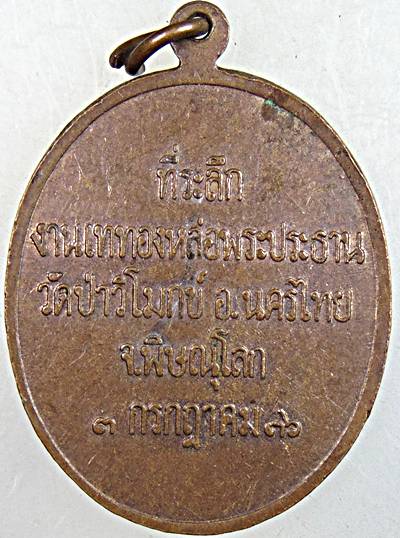 ที่ระลึก
งานเททองหล่อพระประธาน
วัดป่าวิโมกข์ อ.นครไทย
จ.พิษณุโลก
๓ กรกฎาคม ๓๖